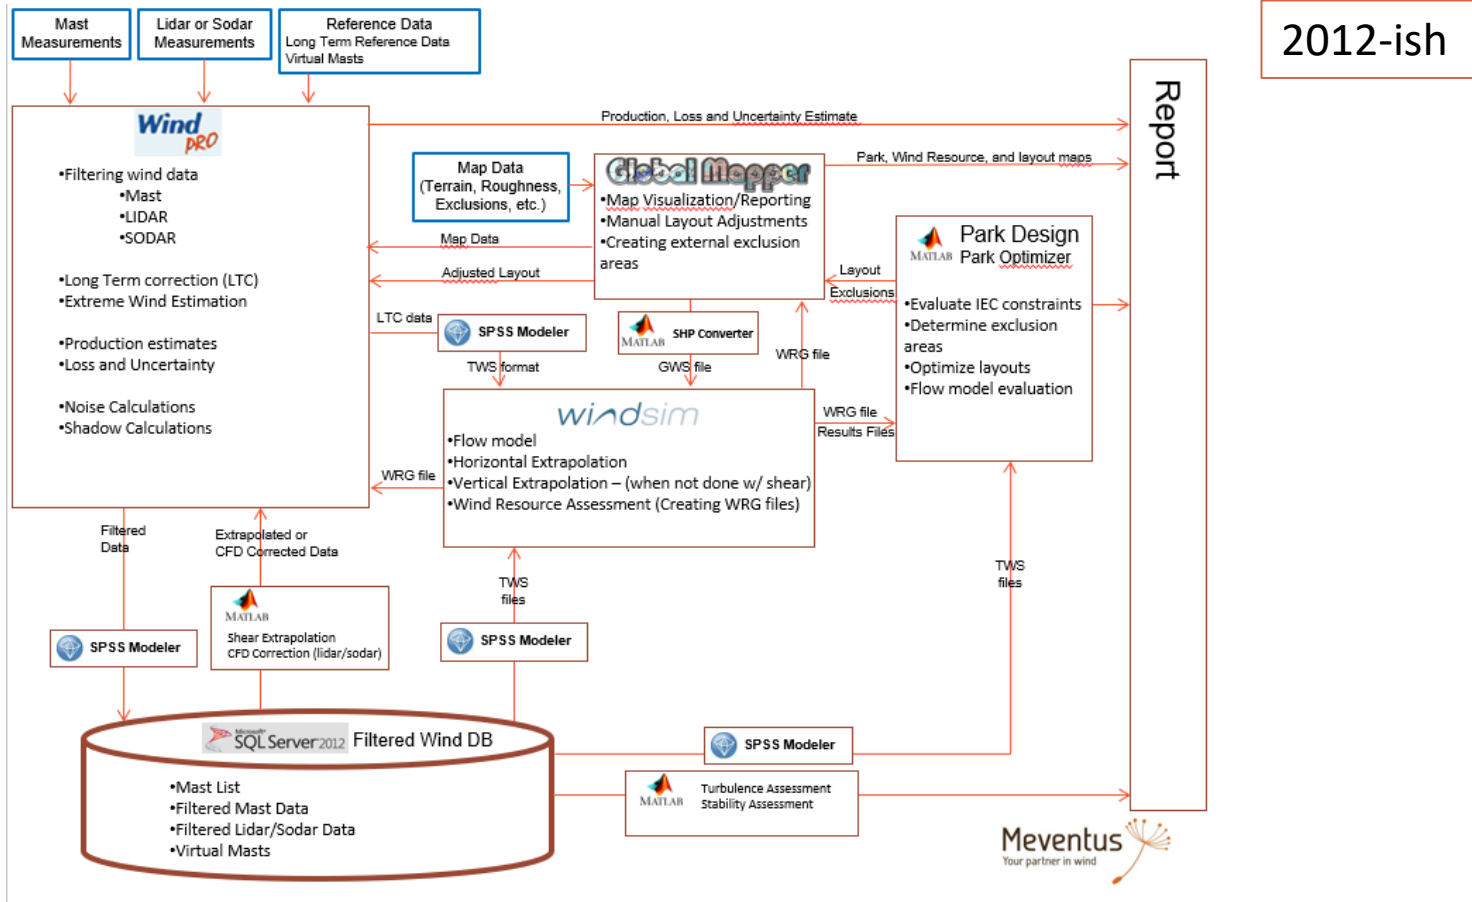 2012-ish
Mast
Measurements
Lidar or Sodar
Measurements
Reference Data
Long Term Reference Data
Virtual Masts
Wind
PRO
•Filtering wind data
•Mast
•LIDAR
•SODAR
•Long Term correction (LTC)
•Extreme Wind Estimation
•Production estimates
•Loss and Uncertainty
•Noise Calculations
•Shadow Calculations
Production, Loss and Uncertainty Estimate
Report
Map Data
(Terrain, Roughness,
Exclusions, etc.)
Global Mapper
•Map Visualization/Reporting
•Manual Layout Adjustments
•Creating external exclusion
areas
Park, Wind Resource, and layout maps
Map Data
Adjusted Layout
Layout
Exclusions
MATLAB
Park Design
Park Optimizer
•Evaluate IEC constraints
•Determine exclusion
areas
•Optimize layouts
•Flow model evaluation
LTC data
SPSS Modeler
TWS format
MATLAB
SHP Converter
GWS file
WRG file
windsim
•Flow model
•Horizontal Extrapolation
•Vertical Extrapolation – (when not done w/ shear)
•Wind Resource Assessment (Creating WRG files)
WRG file
Results Files
WRG file
Filtered
Data
Extrapolated or
CFD Corrected Data
TWS
files
TWS
files
MATLAB
Shear Extrapolation
CFD Correction (lidar/sodar)
SPSS Modeler
SPSS Modeler
Microsoft
SQL Server 2012
Filtered Wind DB
•Mast List
•Filtered Mast Data
•Filtered Lidar/Sodar Data
•Virtual Masts
SPSS Modeler
MATLAB
Turbulence Assessment
Stability Assessment
Meventus
Your partner in wind